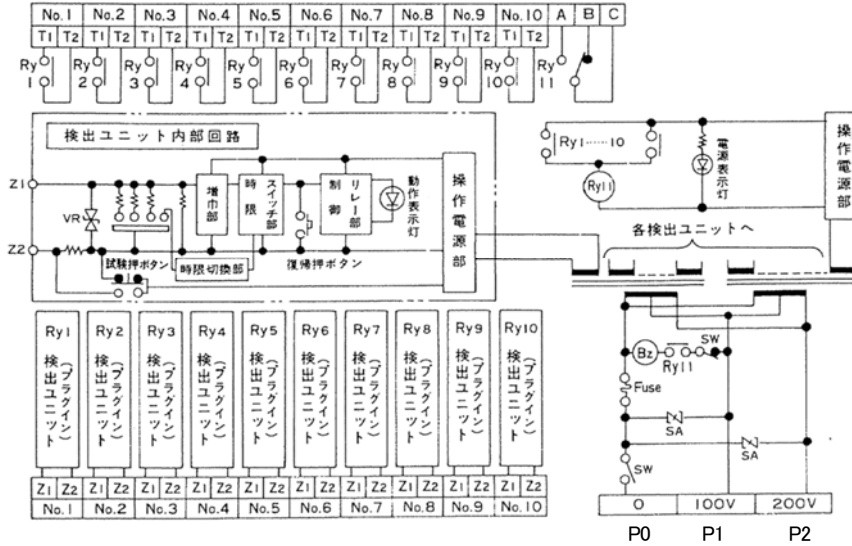 No.1 No.2 No.3 No.4 No.5 No.6 No.7 No.8 No.9 No.10 A B C
T1 T2 T1 T2 T1 T2 T1 T2 T1 T2 T1 T2 T1 T2 T1 T2 T1 T2 T1 T2
Ry 1
Ry 2
Ry 3
Ry 4
Ry 5
Ry 6
Ry 7
Ry 8
Ry 9
Ry 10
Ry 11
検出ユニット内部回路
Z1
Z2
VR
増巾部
時限
スイッチ部
制御
リレー部
動作表示灯
操作電源部
試験押ボタン
時限切換部
復帰押ボタン
Ry1……10
Ry11
電源表示灯
操作電源部
各検出ユニットへ
Bz
Ry11
SW
Fuse
SA
SA
SW
0 100V 200V
P0 P1 P2
Ry1 検出ユニット (プラグイン)
Ry2 検出ユニット (プラグイン)
Ry3 検出ユニット (プラグイン)
Ry4 検出ユニット (プラグイン)
Ry5 検出ユニット (プラグイン)
Ry6 検出ユニット (プラグイン)
Ry7 検出ユニット (プラグイン)
Ry8 検出ユニット (プラグイン)
Ry9 検出ユニット (プラグイン)
Ry10 検出ユニット (プラグイン)
Z1 Z2 Z1 Z2 Z1 Z2 Z1 Z2 Z1 Z2 Z1 Z2 Z1 Z2 Z1 Z2 Z1 Z2 Z1 Z2
No.1 No.2 No.3 No.4 No.5 No.6 No.7 No.8 No.9 No.10